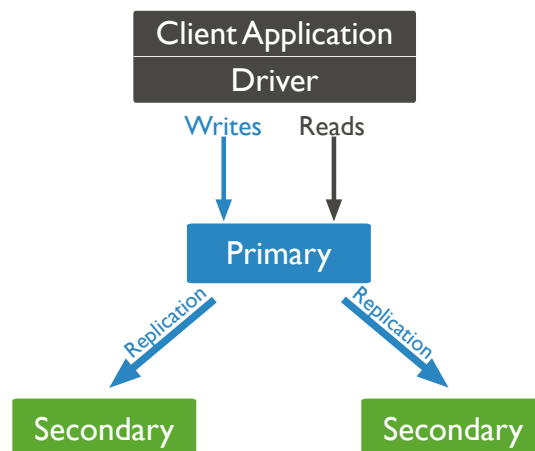 Client Application
Driver
Writes Reads
Primary
Replication Replication
Secondary Secondary